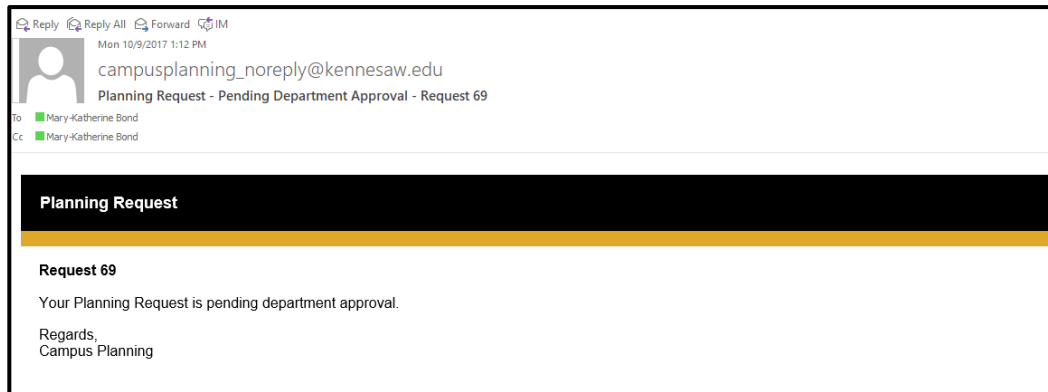 Reply Reply All Forward IM
Mon 10/9/2017 1:12 PM
campusplanning_noreply@kennesaw.edu
Planning Request - Pending Department Approval - Request 69
To Mary-Katherine Bond
Cc Mary-Katherine Bond
Planning Request
Request 69
Your Planning Request is pending department approval.
Regards,
Campus Planning